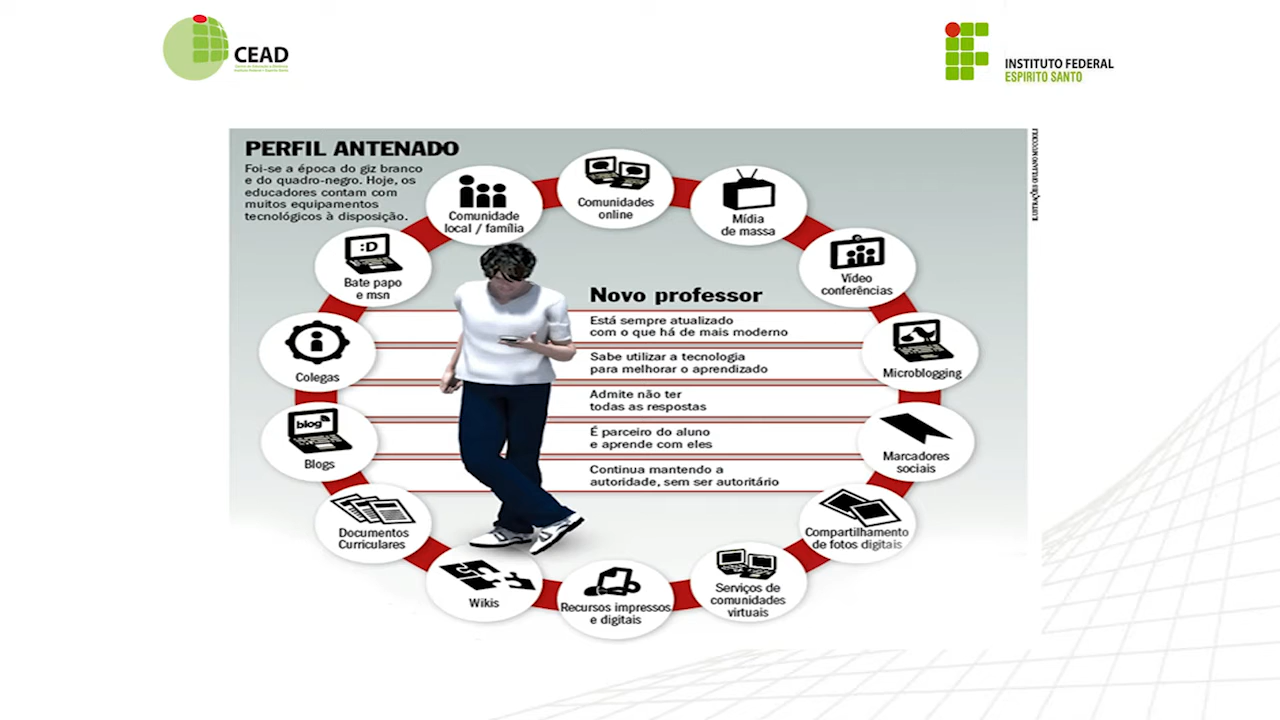 CEAD
INSTITUTO FEDERAL
ESPÍRITO SANTO
PERFIL ANTENADO
Foi-se a época do giz branco
e do quadro-negro. Hoje, os
educadores contam com
muitos equipamentos
tecnológicos à disposição.
Comunidade
local / família
Comunidades
online
Mídia
de massa
:D
Bate papo
e msn
Vídeo
conferências
Novo professor
Está sempre atualizado
com o que há de mais moderno
Sabe utilizar a tecnologia
para melhorar o aprendizado
Admite não ter
todas as respostas
É parceiro do aluno
e aprende com eles
Continua mantendo a
autoridade, sem ser autoritário
Colegas
Microblogging
blog
Blogs
Marcadores
sociais
Documentos
Curriculares
Compartilhamento
de fotos digitais
Wikis
Recursos impressos
e digitais
Serviços de
comunidades
virtuais